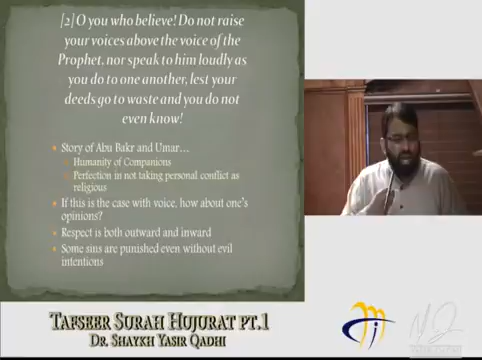 [2] O you who believe! Do not raise
your voices above the voice of the
Prophet, nor speak to him loudly as
you do to one another, lest your
deeds go to waste and you do not
even know!
Story of Abu Bakr and Umar...
Humanity of Companions
Perfection in not taking personal conflict as
religious
If this is the case with voice, how about one's
opinions?
Respect is both outward and inward
Some sins are punished even without evil
intentions
TAFSEER SURAH HUJURAT PT.1
DR. SHAYKH YASIR QADHI